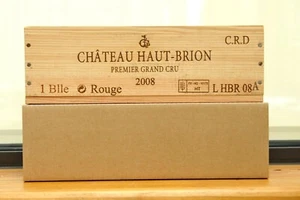 C.R.D
CHÂTEAU HAUT-BRION
PREMIER GRAND CRU
2008
1 Blle Rouge L HBR 08A